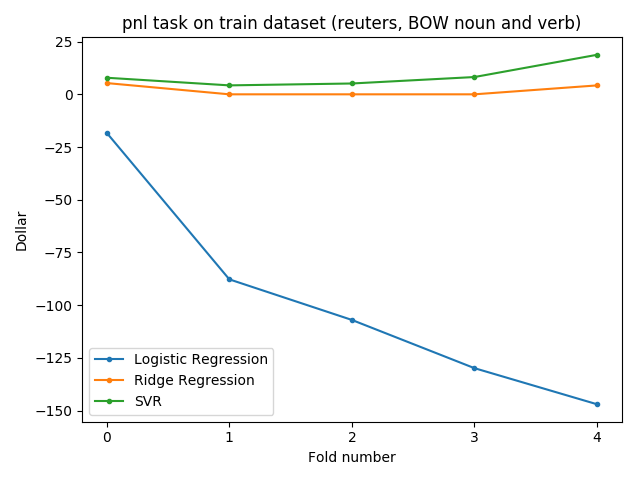 pnl task on train dataset (reuters, BOW noun and verb)
25
0
−25
−50
−75
−100
−125
−150
Dollar
Logistic Regression
Ridge Regression
SVR
0 1 2 3 4
Fold number